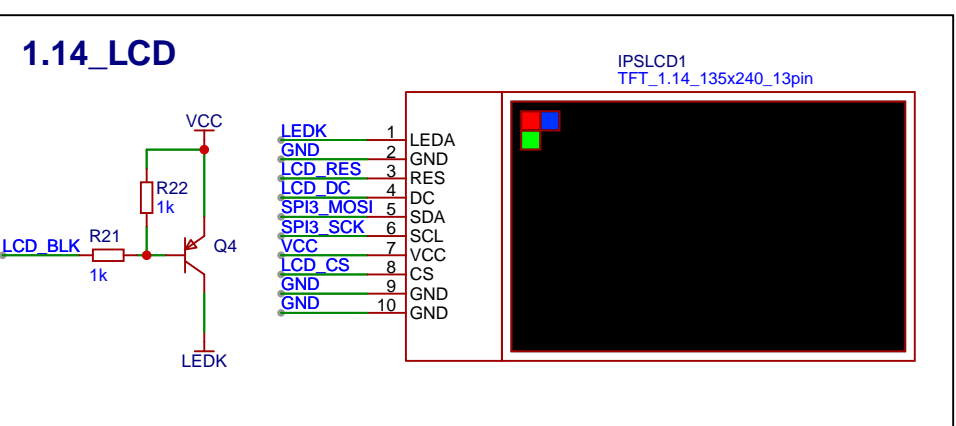 1.14_LCD
IPSLCD1
TFT_1.14_135x240_13pin
VCC
R22
1k
LCD_BLK
R21
1k
Q4
LEDK
LEDK 1 LEDA
GND 2 GND
LCD_RES 3 RES
LCD_DC 4 DC
SPI3_MOSI 5 SDA
SPI3_SCK 6 SCL
VCC 7 VCC
LCD_CS 8 CS
GND 9 GND
GND 10 GND